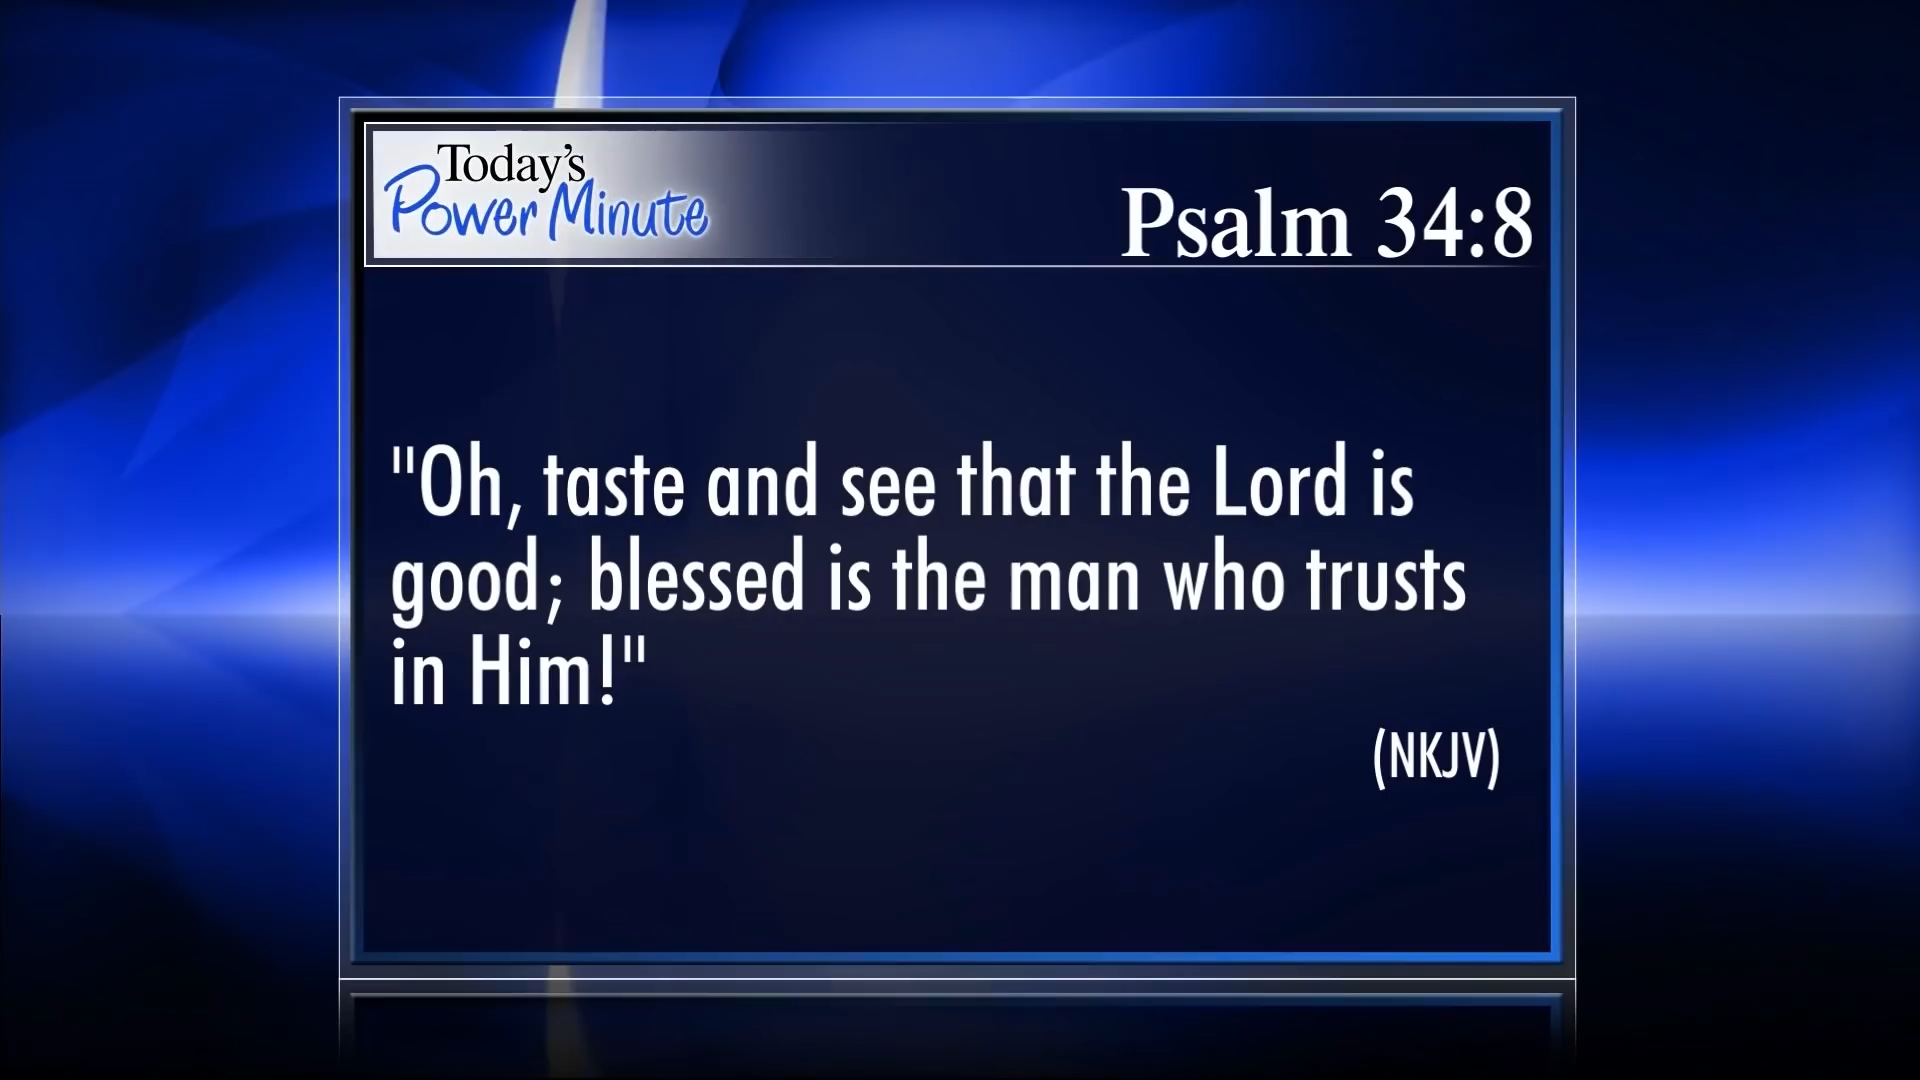 Today's
Power Minute
Psalm 34:8
"Oh, taste and see that the Lord is
good; blessed is the man who trusts
in Him!"
(NKJV)